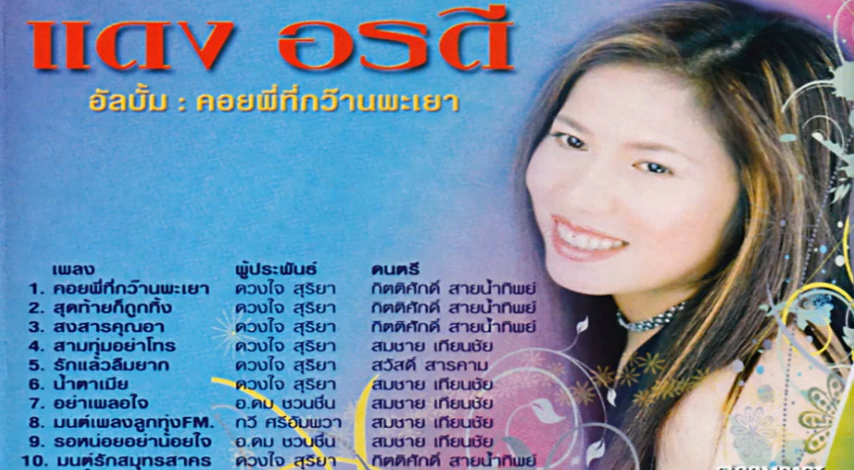 แดง อรดี
อัลบั้ม : คอยพี่ที่กว๊านพะเยา
เพลง ผู้ประพันธ์ ดนตรี
1. คอยพี่ที่กว๊านพะเยา ดวงใจ สุริยา กิตติศักดิ์ สายน้ำทิพย์
2. สุดท้ายก็ถูกทิ้ง ดวงใจ สุริยา กิตติศักดิ์ สายน้ำทิพย์
3. สงสารคุณอา ดวงใจ สุริยา กิตติศักดิ์ สายน้ำทิพย์
4. สามทุ่มอย่าโทร ดวงใจ สุริยา สมชาย เทียนชัย
5. รักแล้วลืมยาก ดวงใจ สุริยา สวัสดิ์ สารคาม
6. น้ำตาเมีย ดวงใจ สุริยา สมชาย เทียนชัย
7. อย่าเผลอใจ อ.ดม ชวนชื่น สมชาย เทียนชัย
8. มนต์เพลงลูกทุ่งFM. กวี ศรีอัมพวา สมชาย เทียนชัย
9. รอหน่อยอย่าน้อยใจ อ.ดม ชวนชื่น สมชาย เทียนชัย
10. มนต์รักสมุทรสาคร ดวงใจ สุริยา กิตติศักดิ์ สายน้ำทิพย์